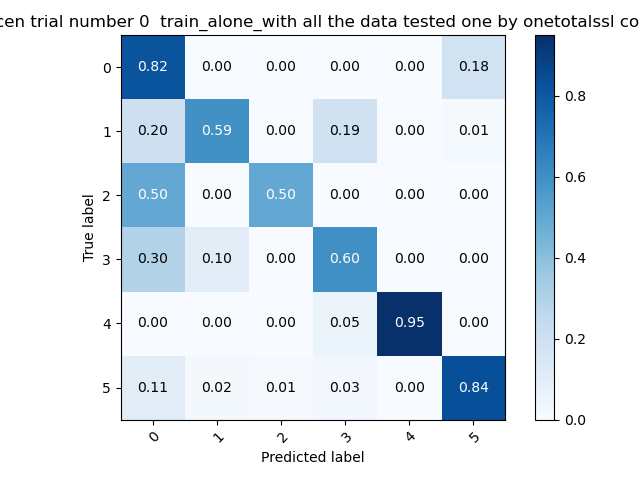 cen trial number 0 train_alone_with all the data tested one by onetotalssl co
0 0.82 0.00 0.00 0.00 0.00 0.18
1 0.20 0.59 0.00 0.19 0.00 0.01
2 0.50 0.00 0.50 0.00 0.00 0.00
3 0.30 0.10 0.00 0.60 0.00 0.00
4 0.00 0.00 0.00 0.05 0.95 0.00
5 0.11 0.02 0.01 0.03 0.00 0.84
0 1 2 3 4 5
True label
Predicted label
0.8
0.6
0.4
0.2
0.0